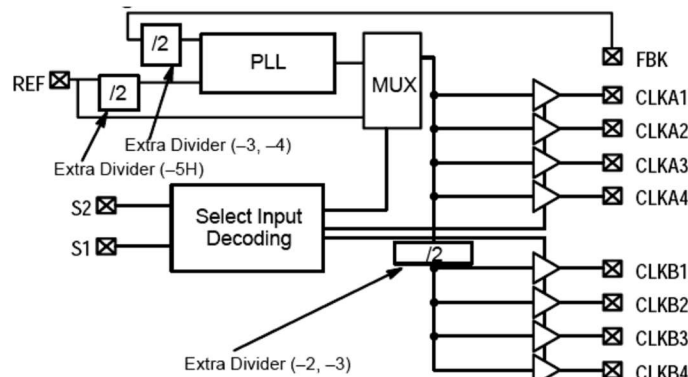 /2
PLL
MUX
FBK
REF
/2
CLKA1
CLKA2
Extra Divider (–3, –4)
Extra Divider (–5H)
CLKA3
CLKA4
S2
Select Input
Decoding
S1
/2
CLKB1
CLKB2
CLKB3
Extra Divider (–2, –3)
CLKB4